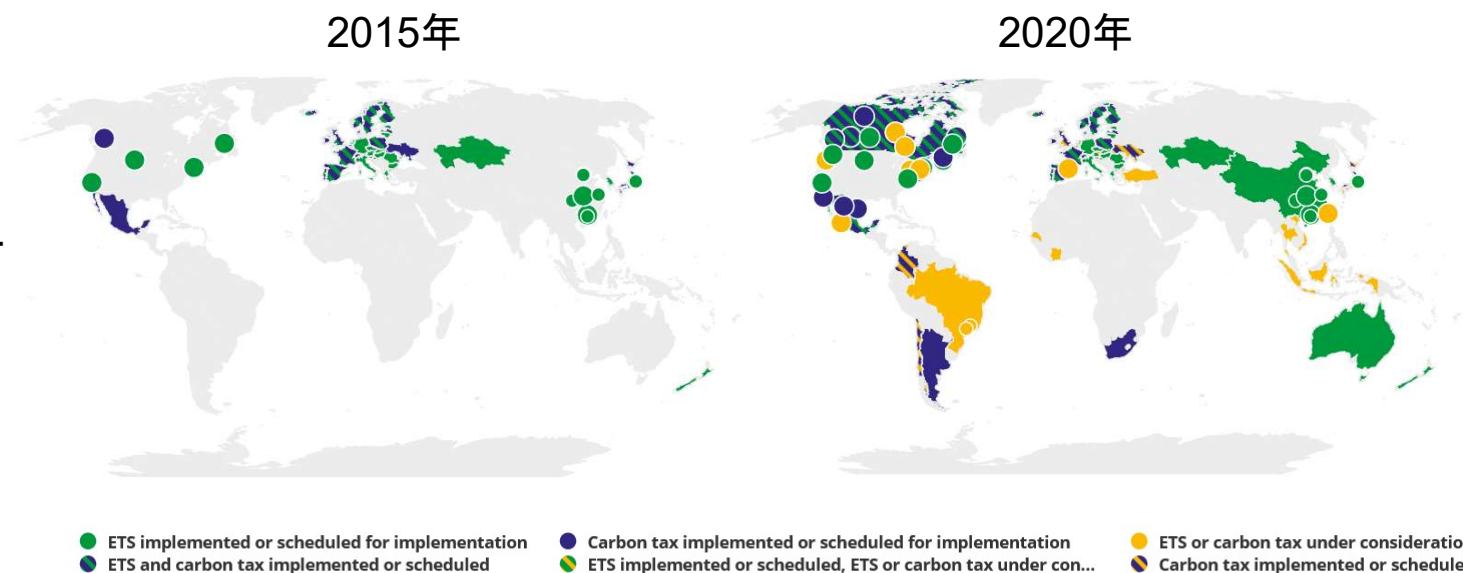 2015年
2020年
ETS implemented or scheduled for implementation
Carbon tax implemented or scheduled for implementation
ETS or carbon tax under consideratio
ETS and carbon tax implemented or scheduled
ETS implemented or scheduled, ETS or carbon tax under con...
Carbon tax implemented or schedule